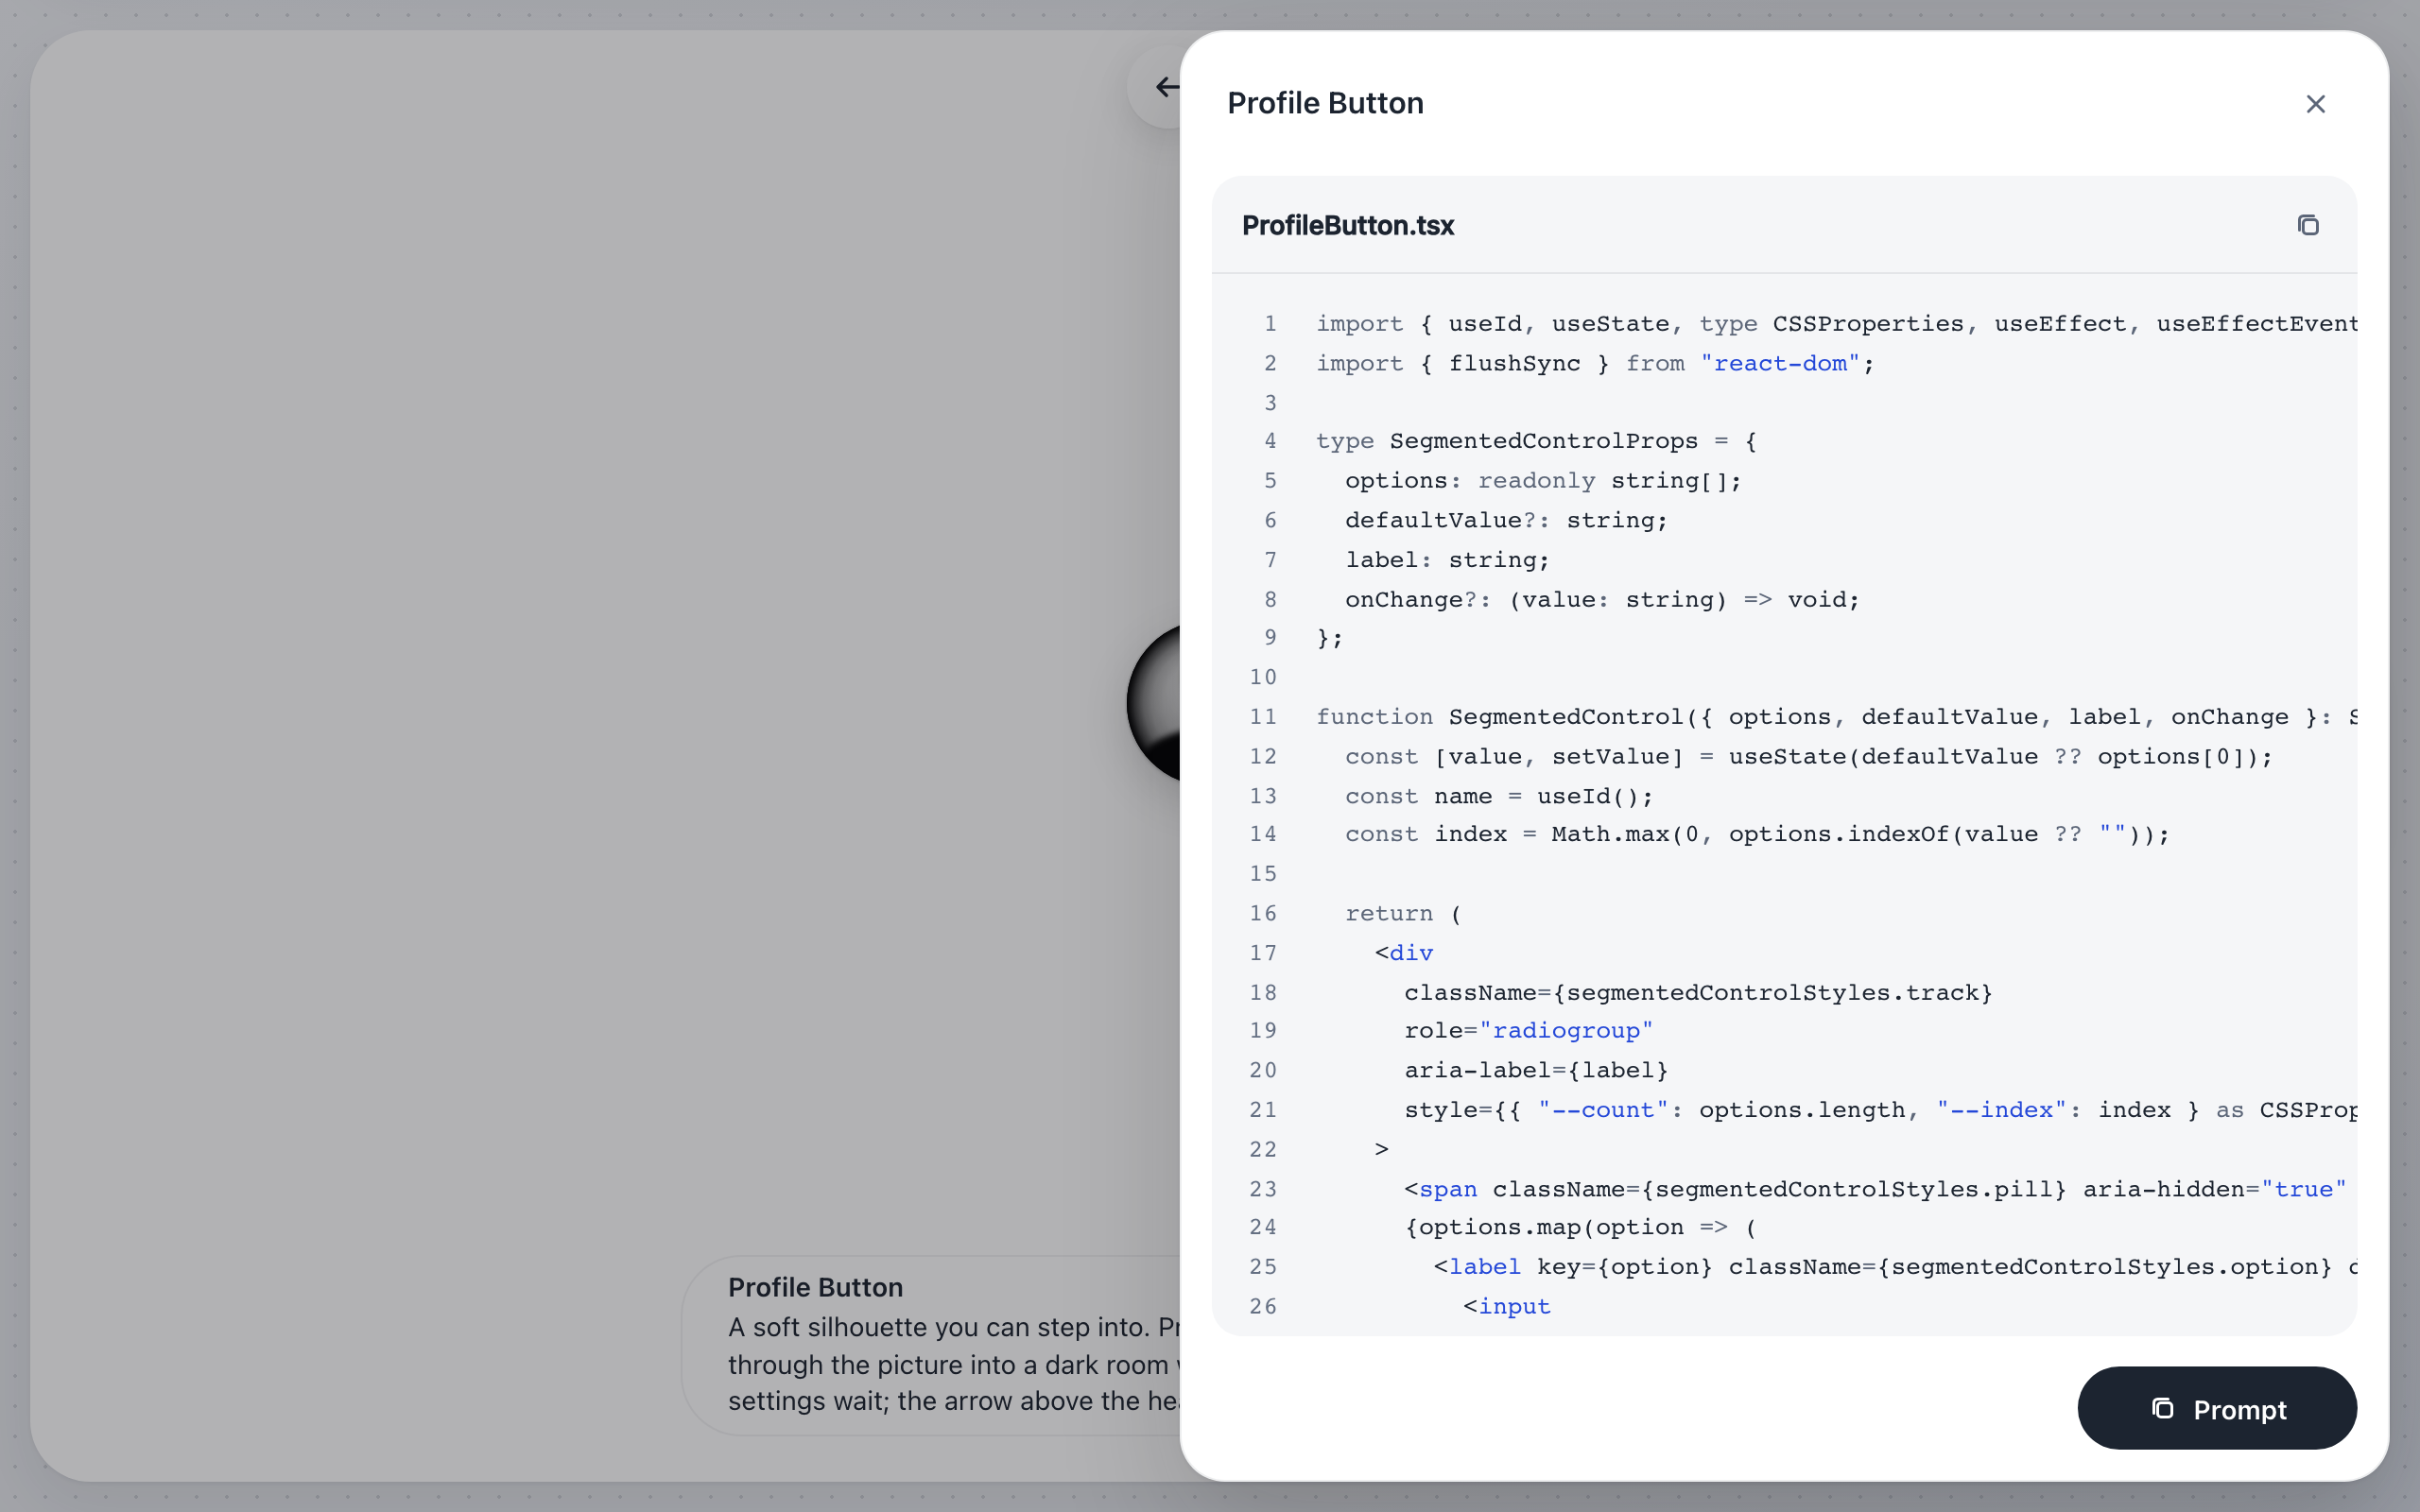 Profile Button
ProfileButton.tsx
1 import { useId, useState, type CSSProperties, useEffect, useEffectEvent
2 import { flushSync } from "react-dom";
3
4 type SegmentedControlProps = {
5   options: readonly string[];
6   defaultValue?: string;
7   label: string;
8   onChange?: (value: string) => void;
9 };
10
11 function SegmentedControl({ options, defaultValue, label, onChange }:
12   const [value, setValue] = useState(defaultValue ?? options[0]);
13   const name = useId();
14   const index = Math.max(0, options.indexOf(value ?? ""));
15
16   return (
17     <div
18       className={segmentedControlStyles.track}
19       role="radiogroup"
20       aria-label={label}
21       style={{ "--count": options.length, "--index": index } as CSSProp
22     >
23       <span className={segmentedControlStyles.pill} aria-hidden="true"
24       {options.map(option => (
25         <label key={option} className={segmentedControlStyles.option}
26           <input
Profile Button
A soft silhouette you can step into.
through the picture into a dark room
settings wait; the arrow above the
Prompt